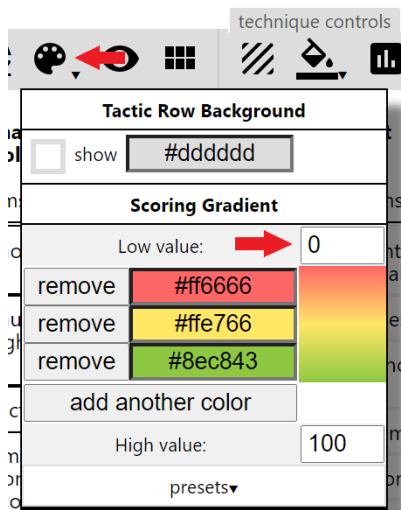 technique controls
Tactic Row Background
show #dddddd
Scoring Gradient
Low value: 0
remove #ff6666
remove #ffe766
remove #8ec843
add another color
High value: 100
presets▾